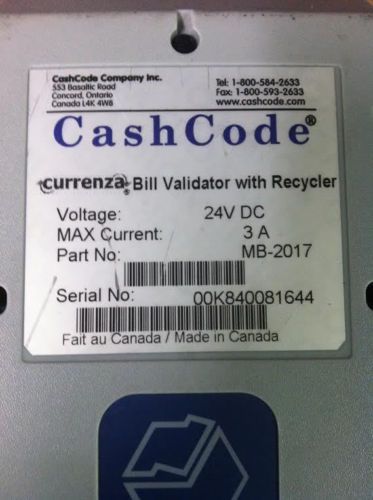 CashCode Company Inc.
553 Basaltic Road
Concord, Ontario
Canada L4K 4W8
Tel: 1-800-584-2633
Fax: 1-800-593-2633
www.cashcode.com
CashCode®
currenza® Bill Validator with Recycler
Voltage: 24V DC
MAX Current: 3 A
Part No: MB-2017
Serial No: 00K840081644
Fait au Canada / Made in Canada